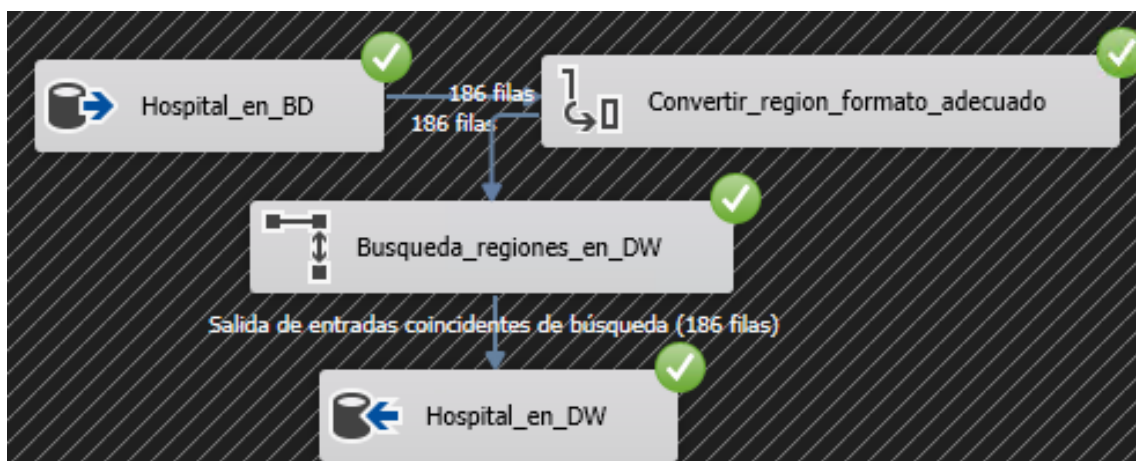 Hospital_en_BD
186 filas
Convertir_region_formato_adecuado
186 filas
Busqueda_regiones_en_DW
Salida de entradas coincidentes de búsqueda (186 filas)
Hospital_en_DW